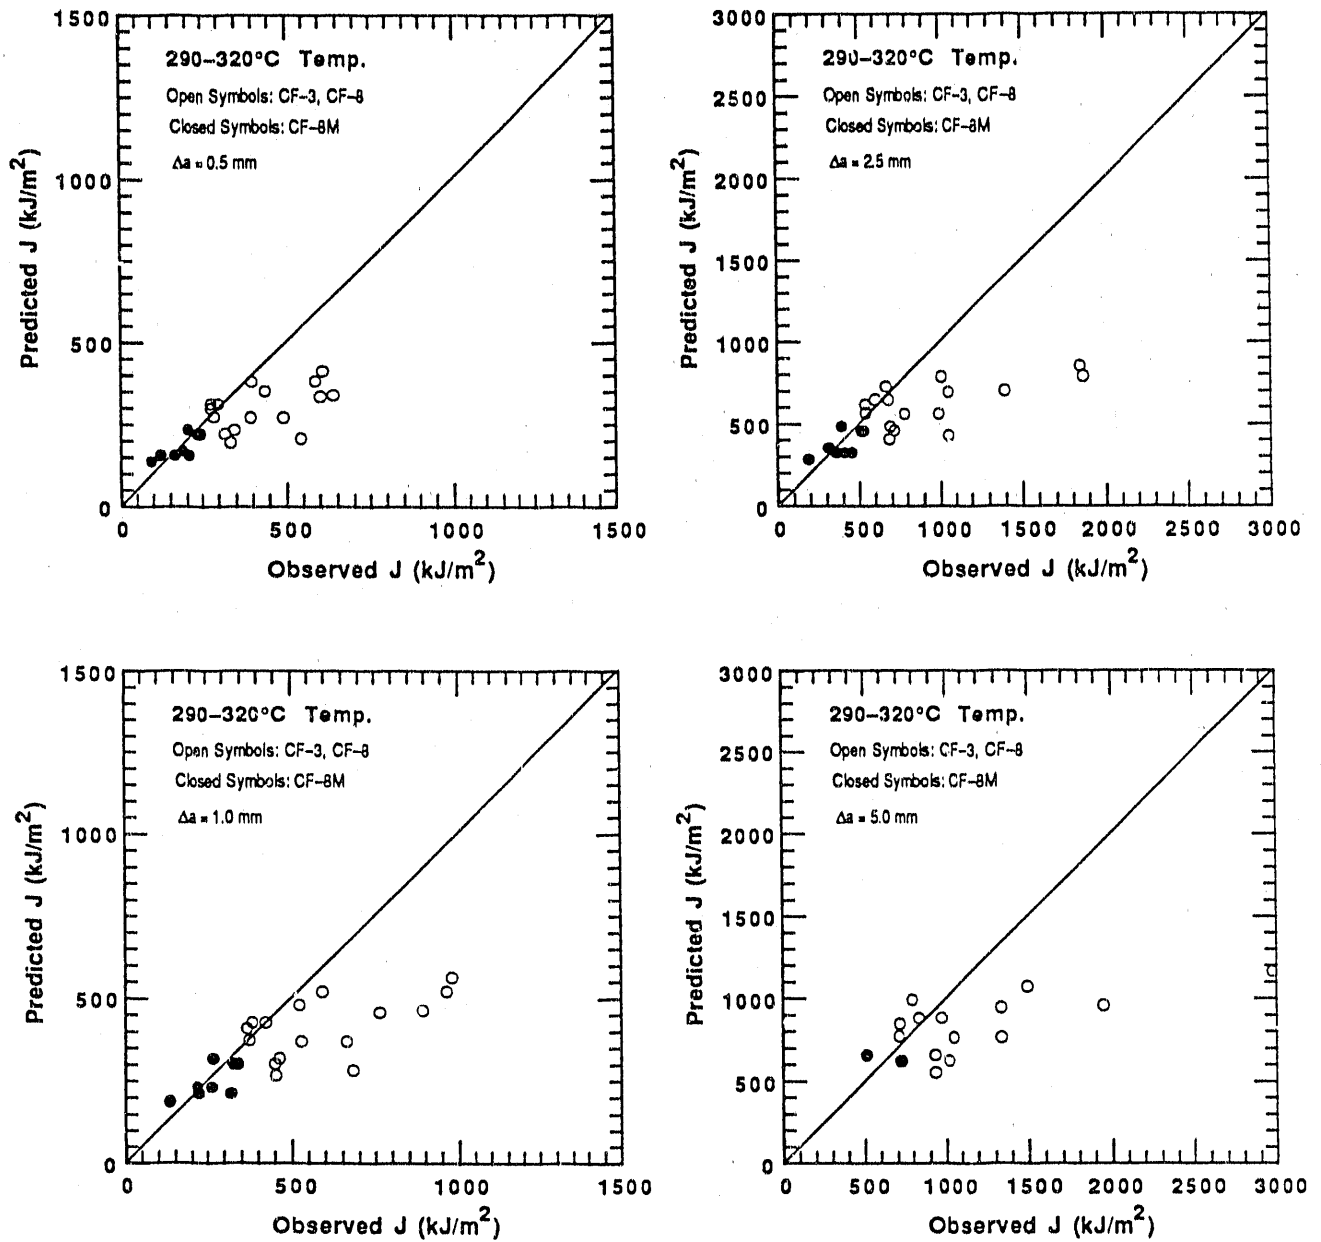 1500
290–320°C Temp.
Open Symbols: CF–3, CF–8
Closed Symbols: CF–8M
Δa = 0.5 mm
1000
500
0
Predicted J (kJ/m²)
0 500 1000 1500
Observed J (kJ/m²)
3000
290–320°C Temp.
Open Symbols: CF–3, CF–8
Closed Symbols: CF–8M
Δa = 2.5 mm
2500
2000
1500
1000
500
0
Predicted J (kJ/m²)
0 500 1000 1500 2000 2500 3000
Observed J (kJ/m²)
1500
290–320°C Temp.
Open Symbols: CF–3, CF–8
Closed Symbols: CF–8M
Δa = 1.0 mm
1000
500
0
Predicted J (kJ/m²)
0 500 1000 1500
Observed J (kJ/m²)
3000
290–320°C Temp.
Open Symbols: CF–3, CF–8
Closed Symbols: CF–8M
Δa = 5.0 mm
2500
2000
1500
1000
500
0
Predicted J (kJ/m²)
0 500 1000 1500 2000 2500 3000
Observed J (kJ/m²)